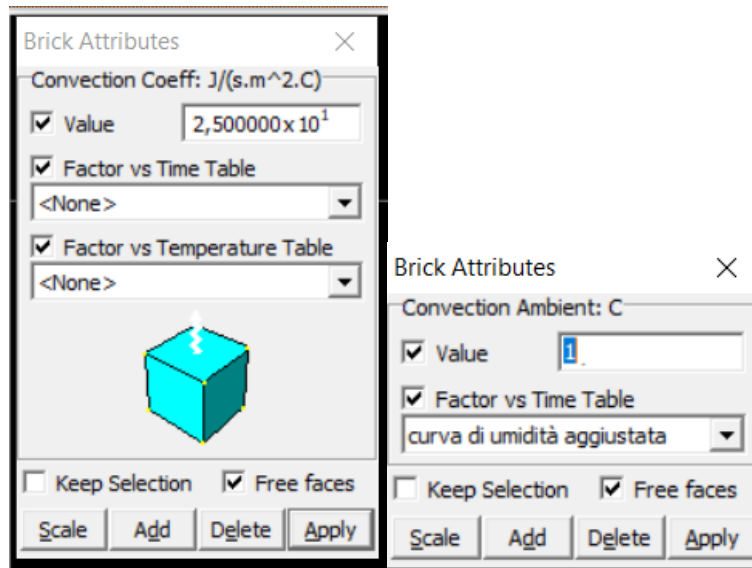 Brick Attributes
Convection Coeff: J/(s.m^2.C)
Value 2,500000x10^1
Factor vs Time Table
<None>
Factor vs Temperature Table
<None>
Keep Selection Free faces
Scale Add Delete Apply
Brick Attributes
Convection Ambient: C
Value 1
Factor vs Time Table
curva di umidità aggiustata
Keep Selection Free faces
Scale Add Delete Apply